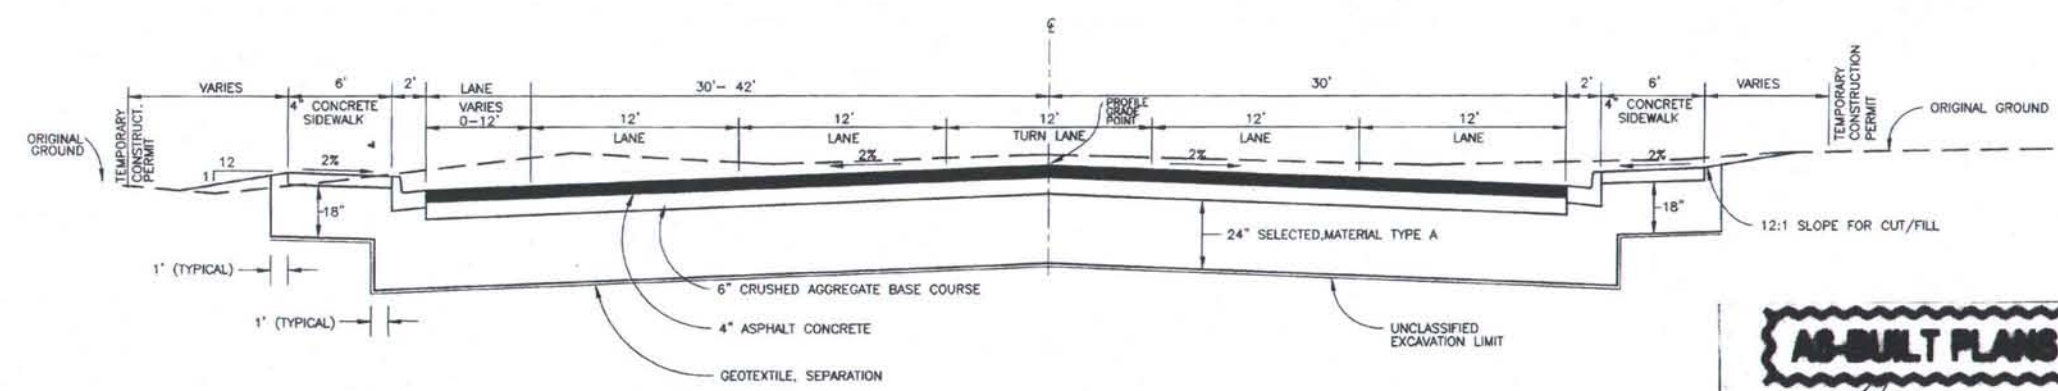 ℄
VARIES
6'
2'
LANE
30'- 42'
30'
2'
6'
VARIES
TEMPORARY
CONSTRUCT.
PERMIT
4" CONCRETE
SIDEWALK
VARIES
0-12'
12'
LANE
12'
LANE
12'
TURN LANE
PROFILE
GRADE
POINT
12'
LANE
12'
LANE
4" CONCRETE
SIDEWALK
TEMPORARY
CONSTRUCTION
PERMIT
ORIGINAL GROUND
ORIGINAL
GROUND
12
1
2%
2%
2%
2%
18"
18"
24" SELECTED,MATERIAL TYPE A
12:1 SLOPE FOR CUT/FILL
1' (TYPICAL)
6" CRUSHED AGGREGATE BASE COURSE
1' (TYPICAL)
4" ASPHALT CONCRETE
UNCLASSIFIED
EXCAVATION LIMIT
GEOTEXTILE, SEPARATION
AS-BUILT PLANS